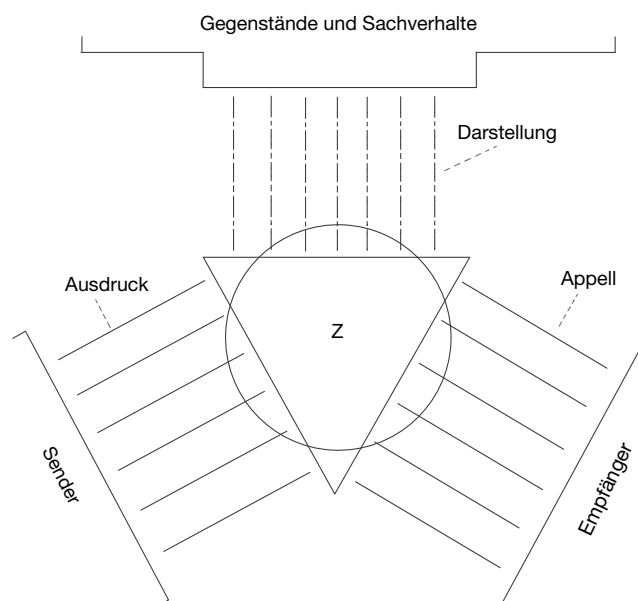 Gegenstände und Sachverhalte
Darstellung
Ausdruck
Appell
Z
Sender
Empfänger